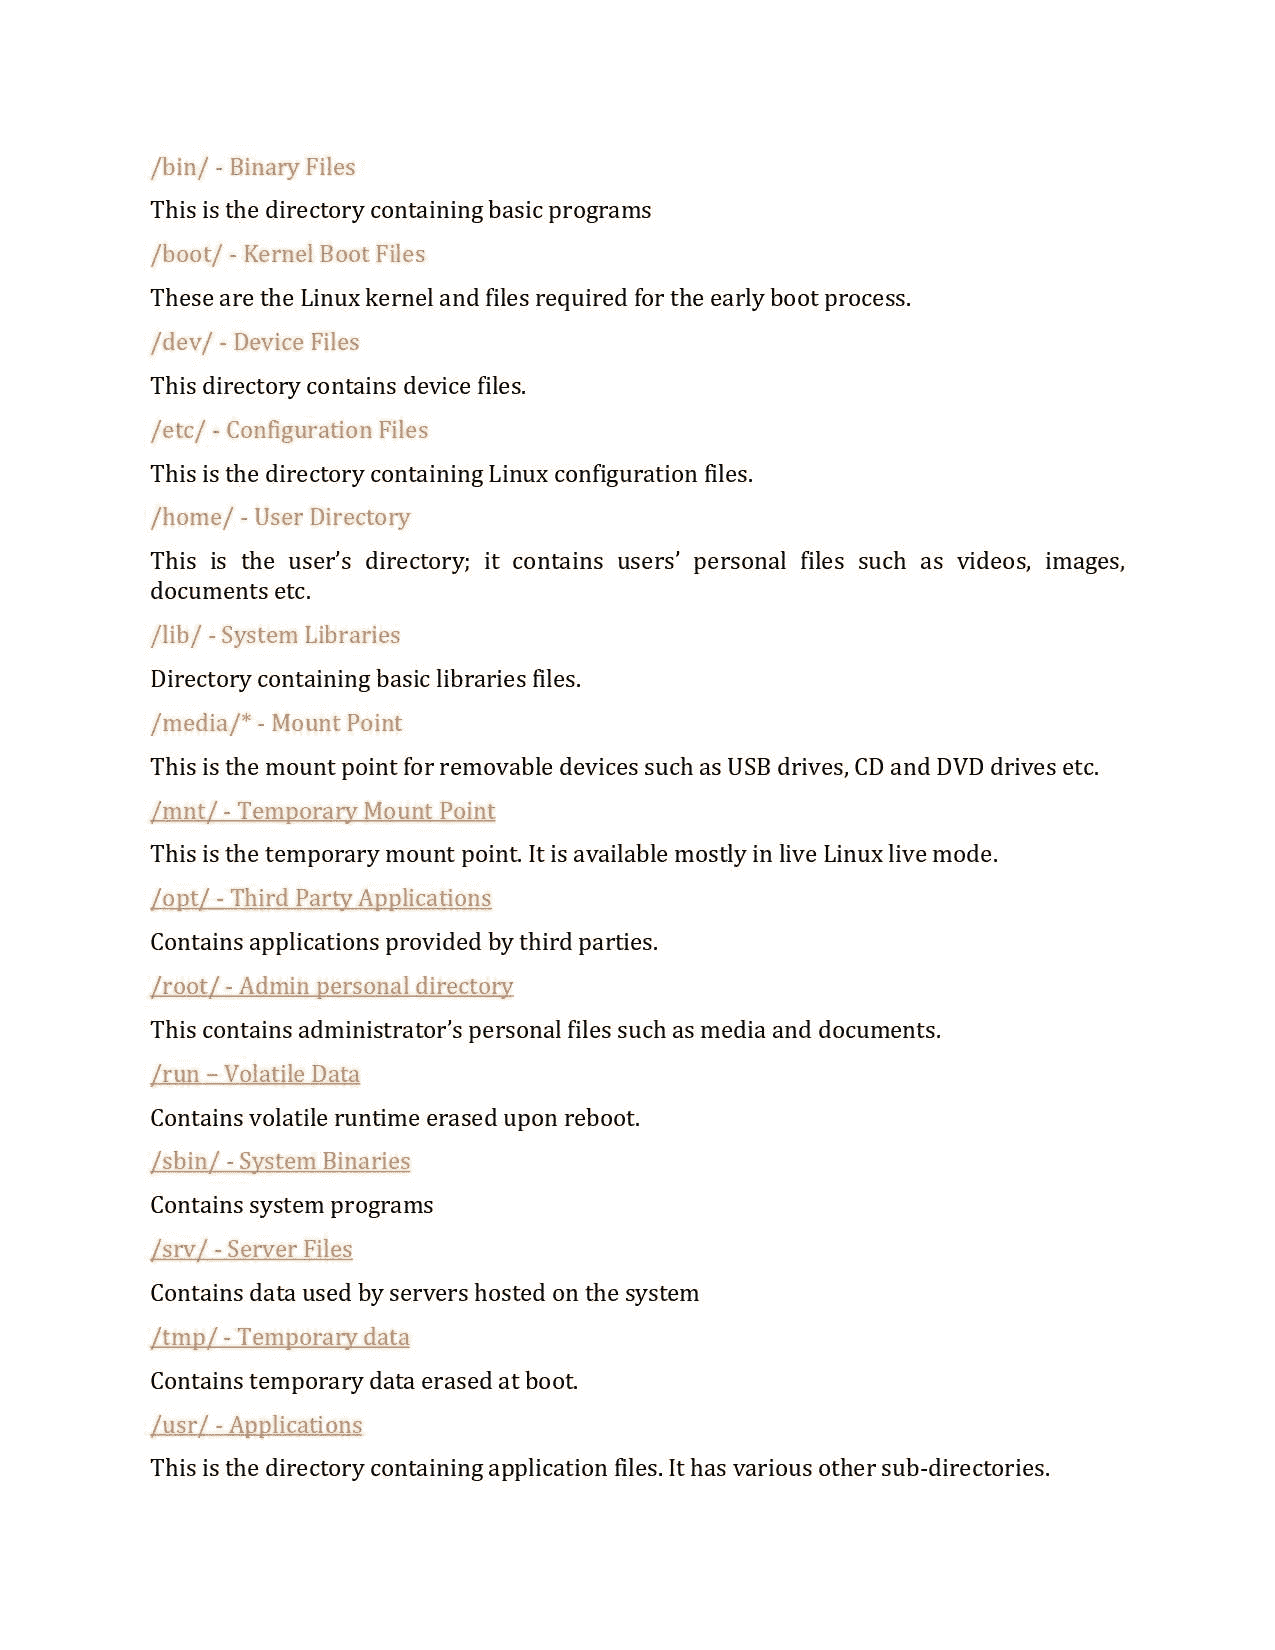 /bin/ - Binary Files
This is the directory containing basic programs
/boot/ - Kernel Boot Files
These are the Linux kernel and files required for the early boot process.
/dev/ - Device Files
This directory contains device files.
/etc/ - Configuration Files
This is the directory containing Linux configuration files.
/home/ - User Directory
This is the user’s directory; it contains users’ personal files such as videos, images,
documents etc.
/lib/ - System Libraries
Directory containing basic libraries files.
/media/* - Mount Point
This is the mount point for removable devices such as USB drives, CD and DVD drives etc.
/mnt/ - Temporary Mount Point
This is the temporary mount point. It is available mostly in live Linux live mode.
/opt/ - Third Party Applications
Contains applications provided by third parties.
/root/ - Admin personal directory
This contains administrator’s personal files such as media and documents.
/run – Volatile Data
Contains volatile runtime erased upon reboot.
/sbin/ - System Binaries
Contains system programs
/srv/ - Server Files
Contains data used by servers hosted on the system
/tmp/ - Temporary data
Contains temporary data erased at boot.
/usr/ - Applications
This is the directory containing application files. It has various other sub-directories.